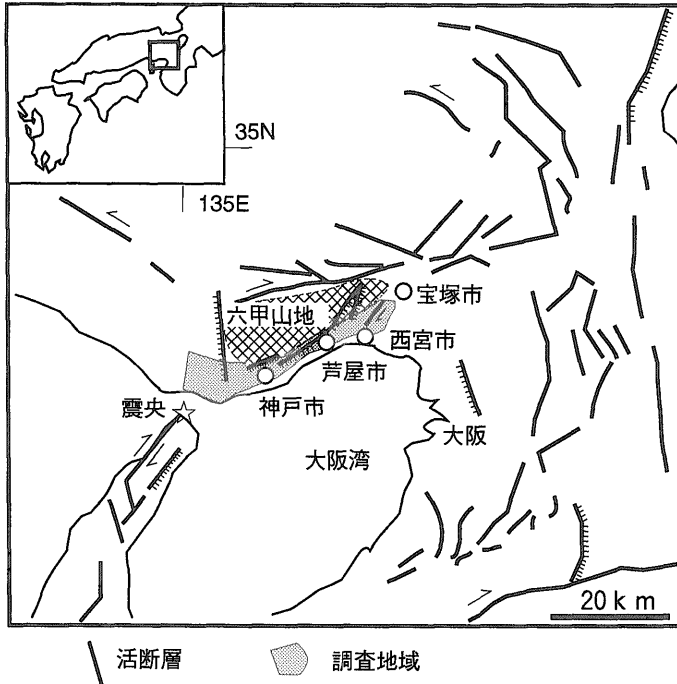 35N
135E
六甲山地
宝塚市
西宮市
芦屋市
神戸市
震央
大阪
大阪湾
20 km
活断層
調査地域